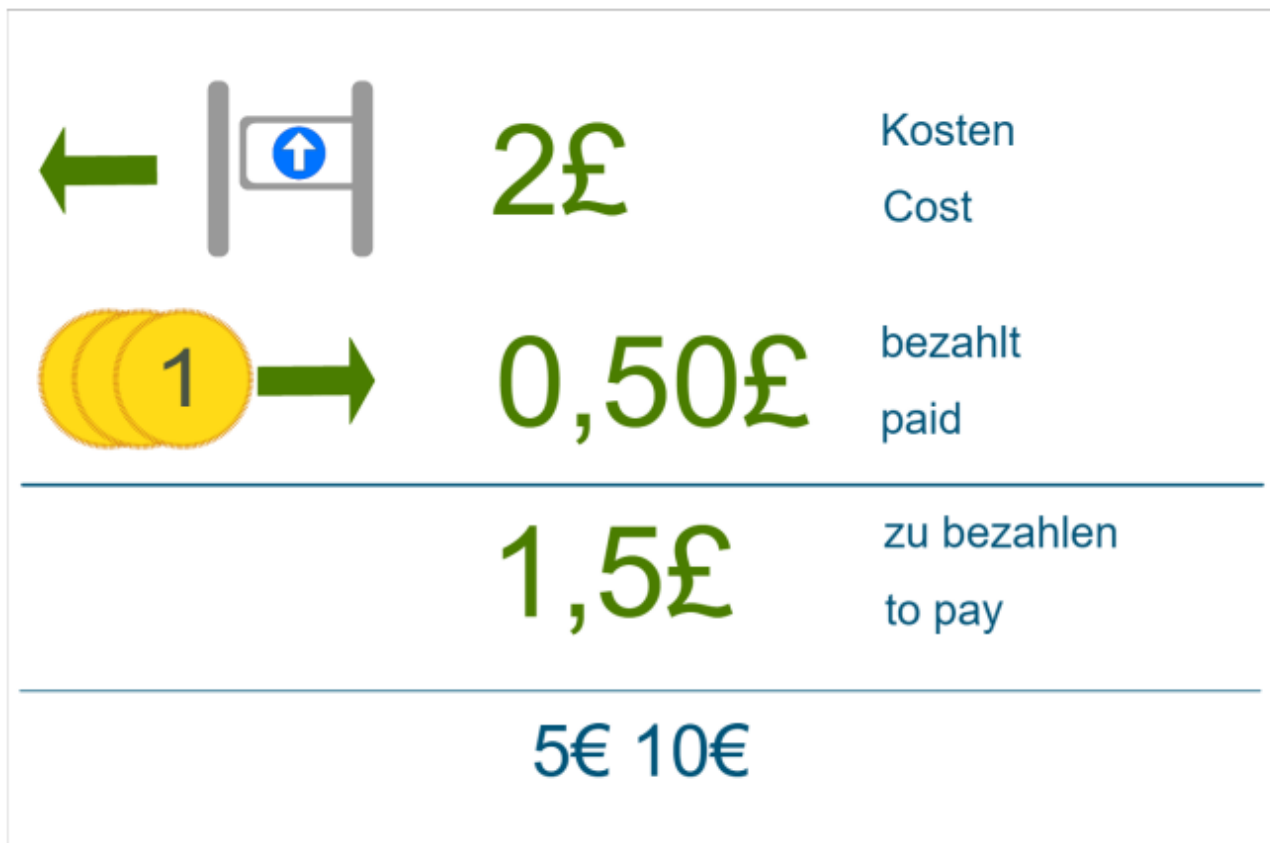 2£
Kosten
Cost
1
0,50£
bezahlt
paid
1,5£
zu bezahlen
to pay
5€ 10€